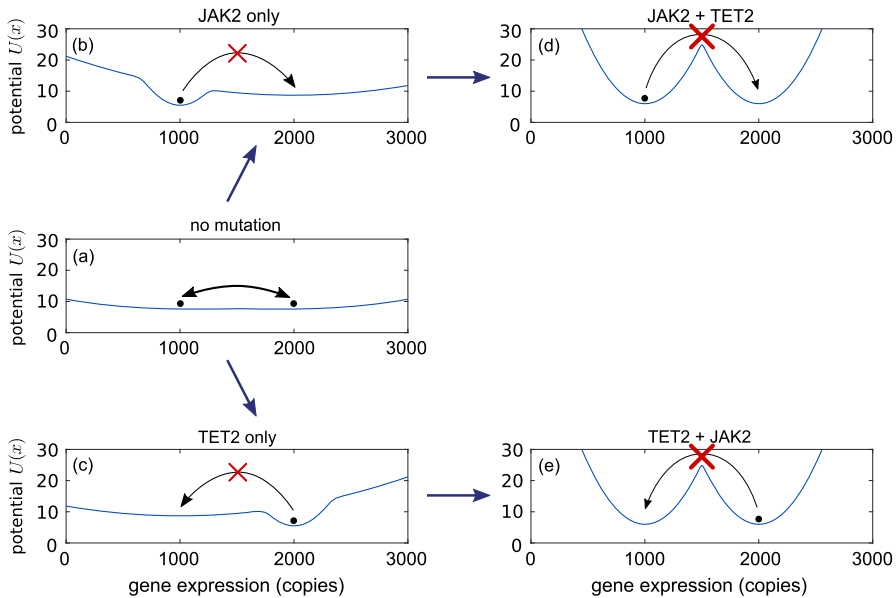 JAK2 only
(b)
potential U(x)
30
20
10
0
0 1000 2000 3000
JAK2 + TET2
(d)
30
20
10
0
0 1000 2000 3000
no mutation
(a)
potential U(x)
30
20
10
0
0 1000 2000 3000
TET2 only
(c)
potential U(x)
30
20
10
0
0 1000 2000 3000
gene expression (copies)
TET2 + JAK2
(e)
30
20
10
0
0 1000 2000 3000
gene expression (copies)